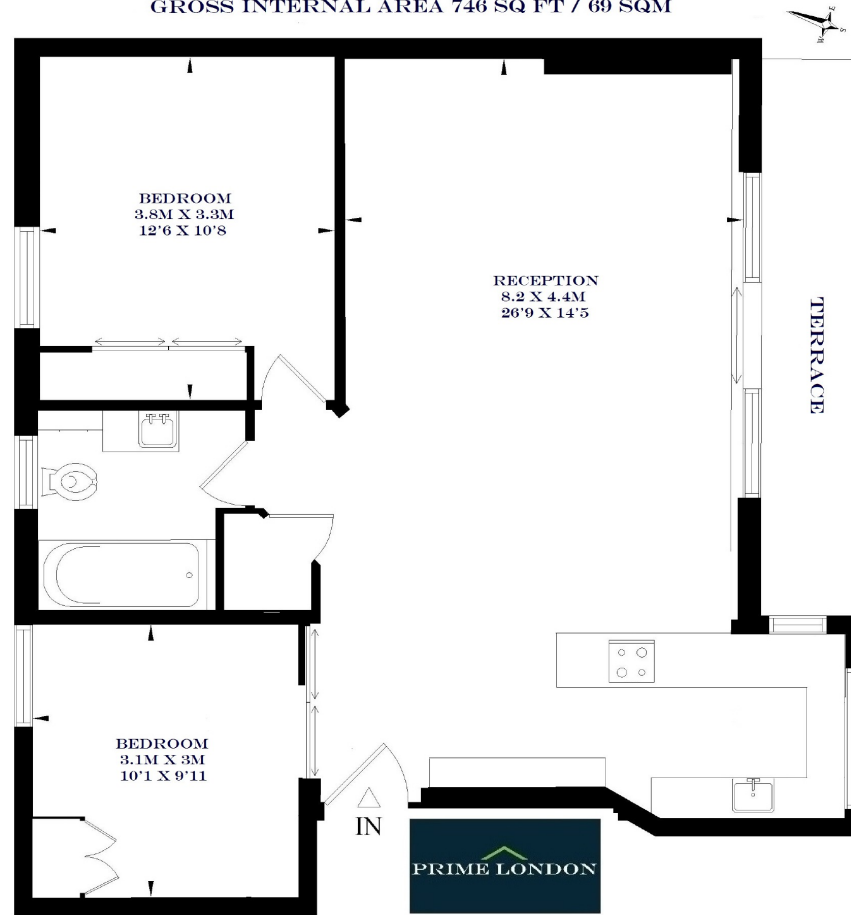 GROSS INTERNAL AREA 746 SQ FT / 69 SQM
E
S
W
BEDROOM
3.8M X 3.3M
12'6 X 10'8
RECEPTION
8.2 X 4.4M
26'9 X 14'5
TERRACE
BEDROOM
3.1M X 3M
10'1 X 9'11
IN
PRIME LONDON